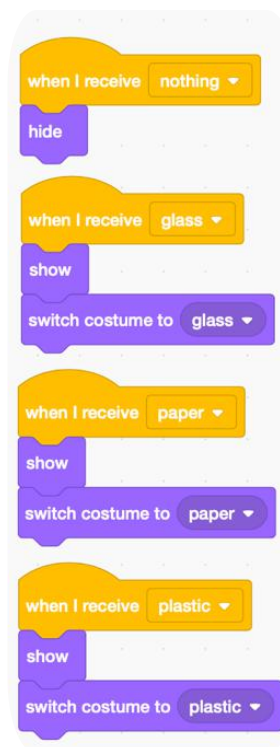 when I receive nothing
hide
when I receive glass
show
switch costume to glass
when I receive paper
show
switch costume to paper
when I receive plastic
show
switch costume to plastic